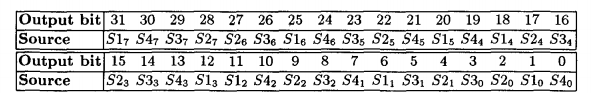 Output bit 31 30 29 28 27 26 25 24 23 22 21 20 19 18 17 16
Source S1₇ S4₇ S3₇ S2₇ S2₆ S3₆ S1₆ S4₆ S3₅ S2₅ S4₅ S1₅ S4₄ S1₄ S2₄ S3₄
Output bit 15 14 13 12 11 10 9 8 7 6 5 4 3 2 1 0
Source S2₃ S3₃ S4₃ S1₃ S1₂ S4₂ S2₂ S3₂ S4₁ S1₁ S3₁ S2₁ S3₀ S2₀ S1₀ S4₀